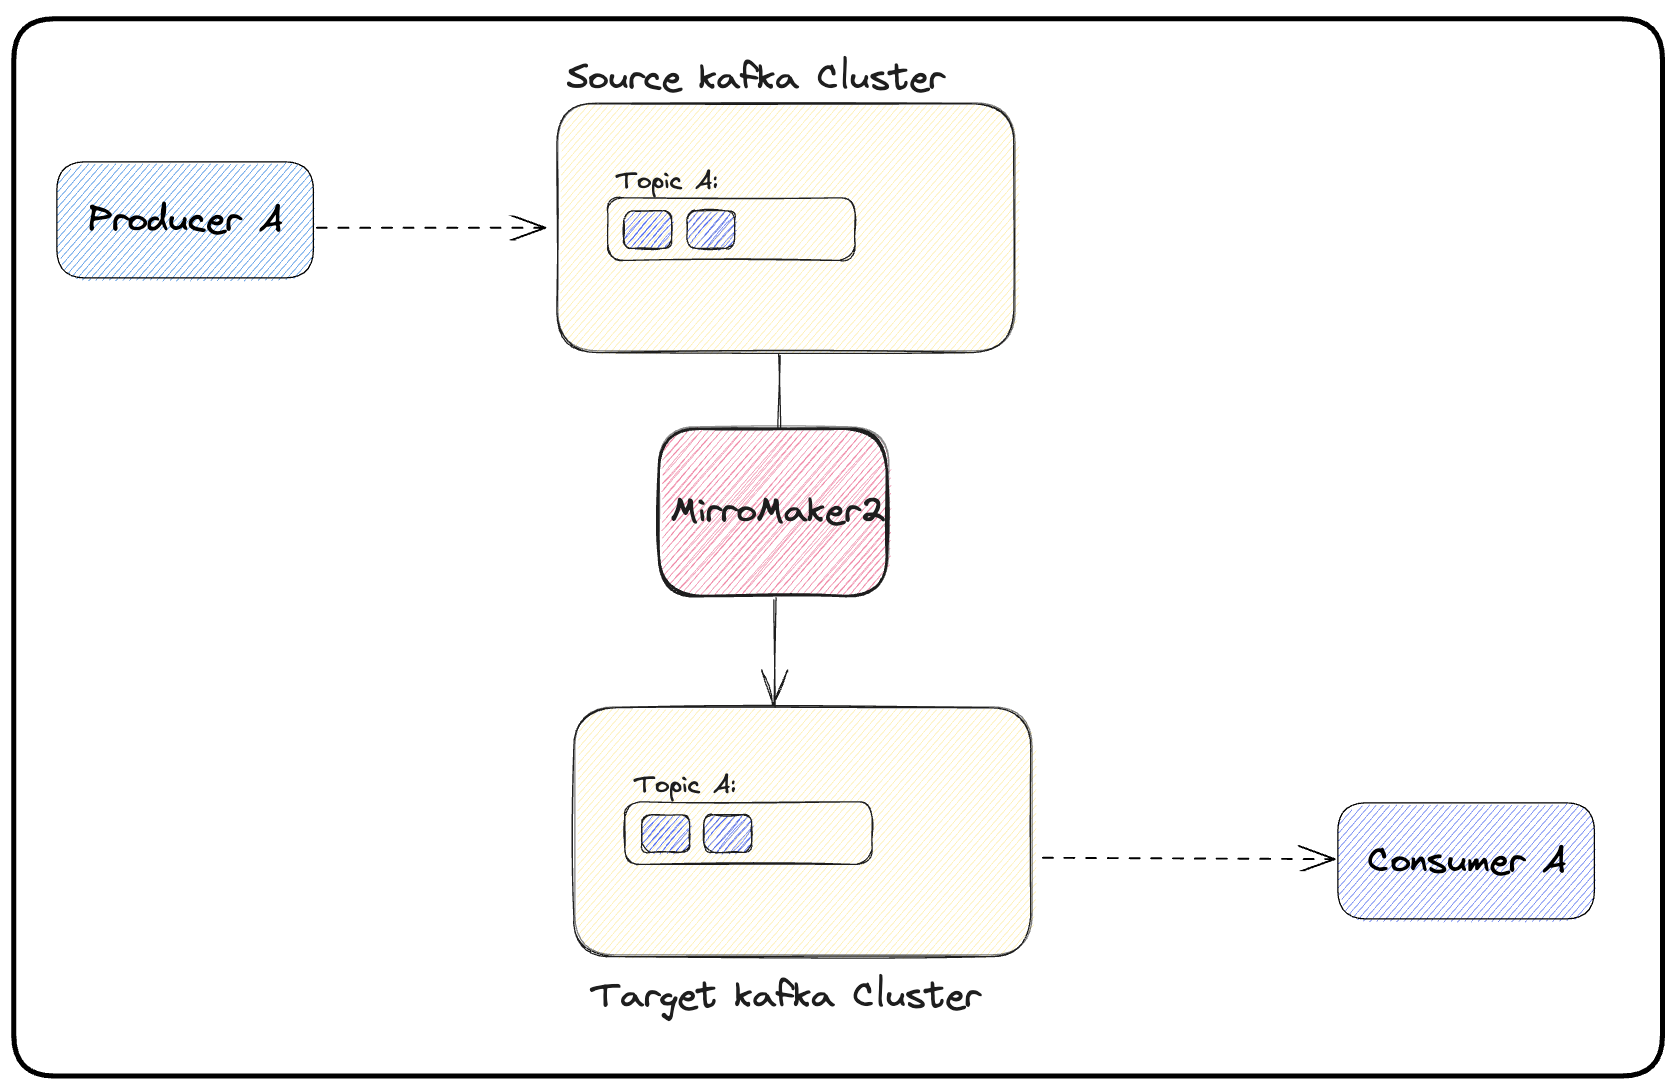 Source kafka Cluster
Topic A:
Producer A
MirroMaker2
Topic A:
Consumer A
Target kafka Cluster